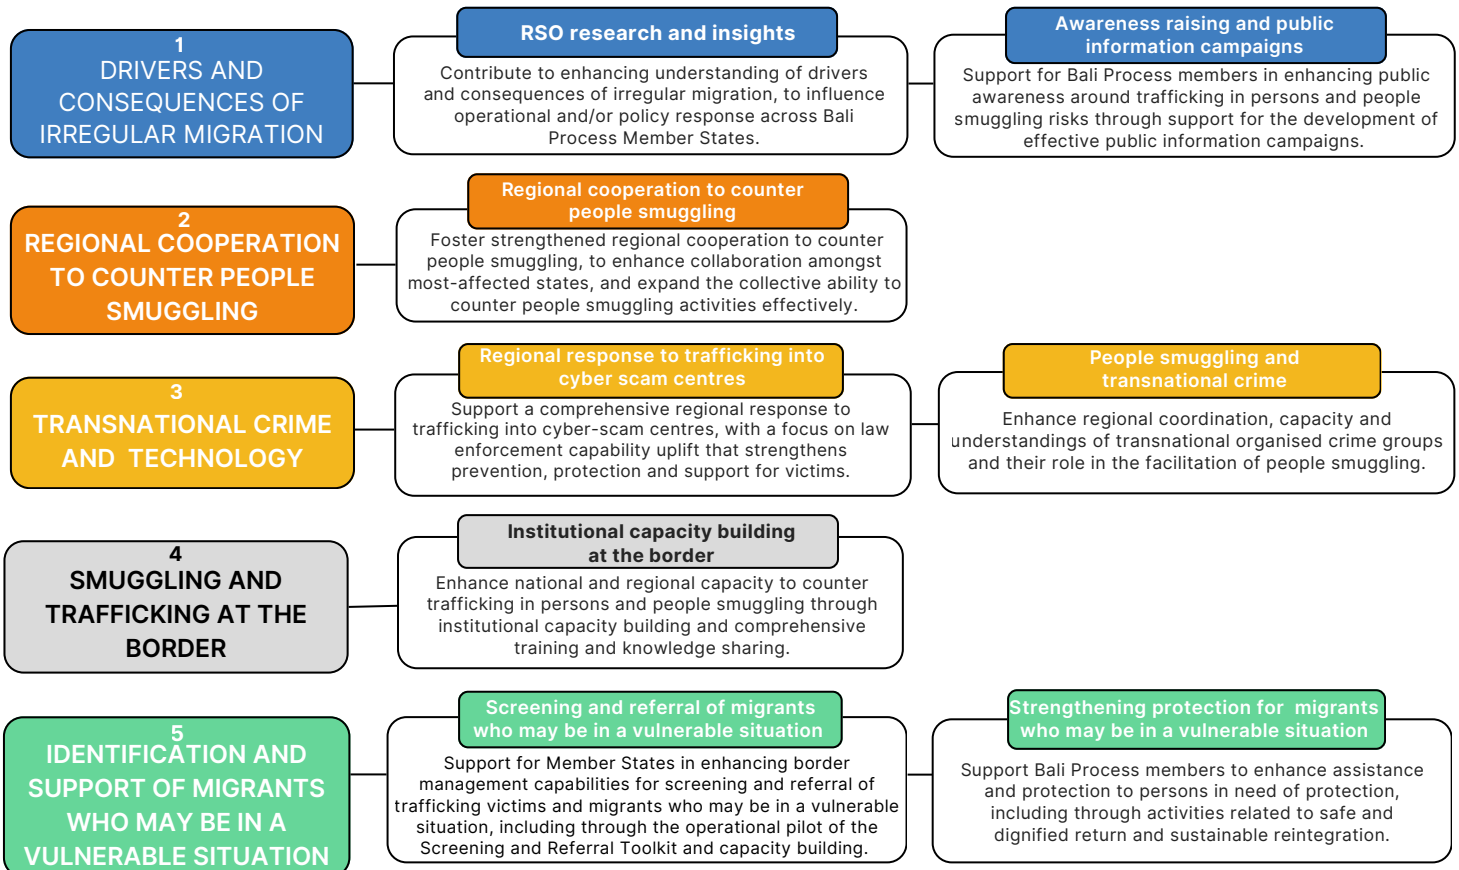 1
DRIVERS AND
CONSEQUENCES OF
IRREGULAR MIGRATION
RSO research and insights
Contribute to enhancing understanding of drivers
and consequences of irregular migration, to influence
operational and/or policy response across Bali
Process Member States.
Awareness raising and public
information campaigns
Support for Bali Process members in enhancing public
awareness around trafficking in persons and people
smuggling risks through support for the development of
effective public information campaigns.
2
REGIONAL COOPERATION
TO COUNTER PEOPLE
SMUGGLING
Regional cooperation to counter
people smuggling
Foster strengthened regional cooperation to counter
people smuggling, to enhance collaboration amongst
most-affected states, and expand the collective ability to
counter people smuggling activities effectively.
3
TRANSNATIONAL CRIME
AND TECHNOLOGY
Regional response to trafficking into
cyber scam centres
Support a comprehensive regional response to
trafficking into cyber-scam centres, with a focus on law
enforcement capability uplift that strengthens
prevention, protection and support for victims.
People smuggling and
transnational crime
Enhance regional coordination, capacity and
understandings of transnational organised crime groups
and their role in the facilitation of people smuggling.
4
SMUGGLING AND
TRAFFICKING AT THE
BORDER
Institutional capacity building
at the border
Enhance national and regional capacity to counter
trafficking in persons and people smuggling through
institutional capacity building and comprehensive
training and knowledge sharing.
5
IDENTIFICATION AND
SUPPORT OF MIGRANTS
WHO MAY BE IN A
VULNERABLE SITUATION
Screening and referral of migrants
who may be in a vulnerable situation
Support for Member States in enhancing border
management capabilities for screening and referral of
trafficking victims and migrants who may be in a vulnerable
situation, including through the operational pilot of the
Screening and Referral Toolkit and capacity building.
Strengthening protection for migrants
who may be in a vulnerable situation
Support Bali Process members to enhance assistance
and protection to persons in need of protection,
including through activities related to safe and
dignified return and sustainable reintegration.